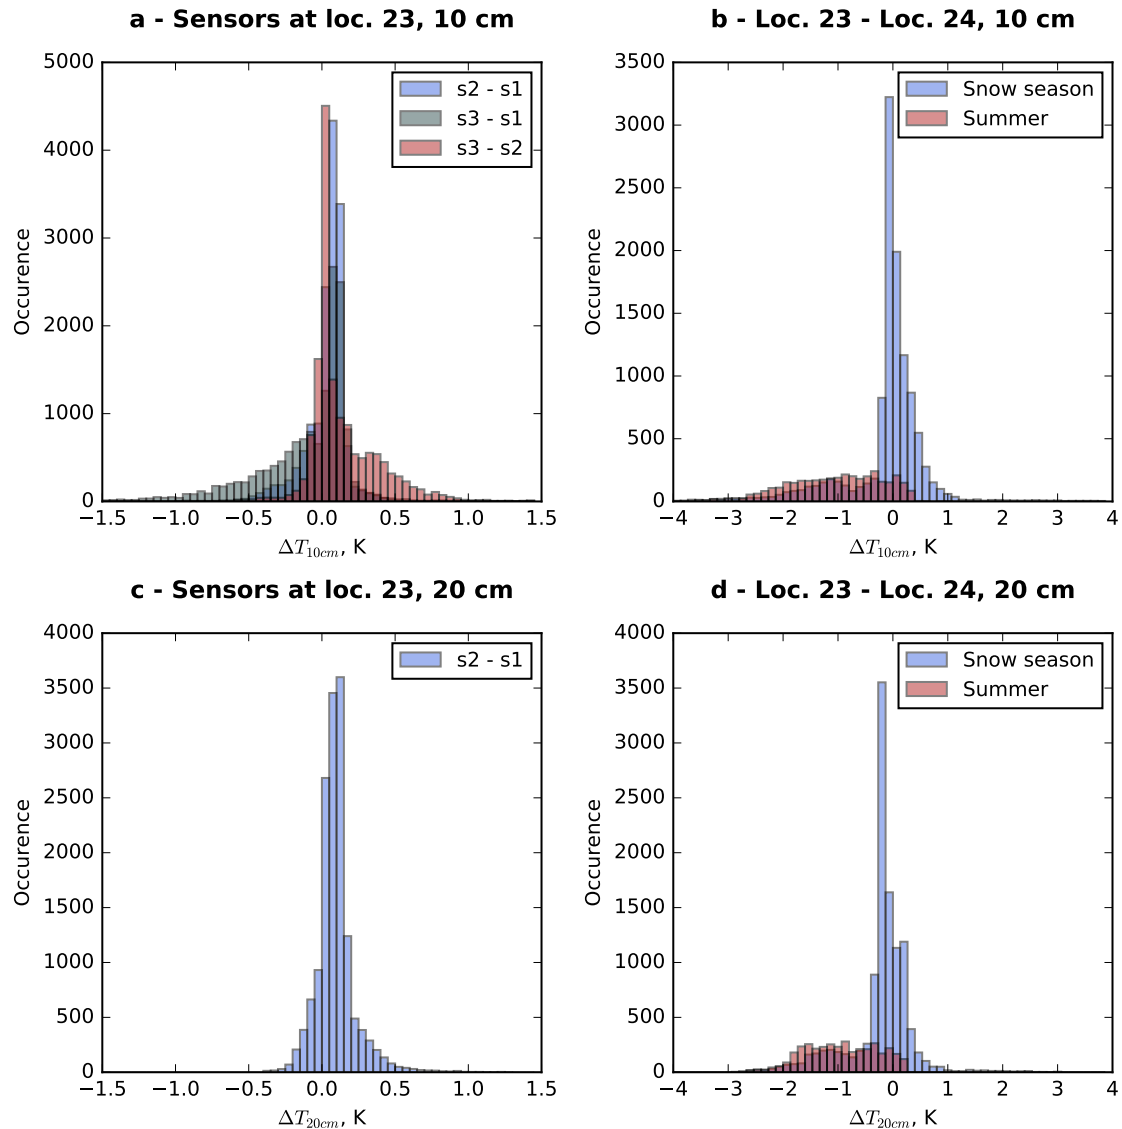 a - Sensors at loc. 23, 10 cm
5000
4000
3000
2000
1000
0
Occurence
s2 - s1
s3 - s1
s3 - s2
−1.5 −1.0 −0.5 0.0 0.5 1.0 1.5
ΔT10cm, K
b - Loc. 23 - Loc. 24, 10 cm
3500
3000
2500
2000
1500
1000
500
0
Occurence
Snow season
Summer
−4 −3 −2 −1 0 1 2 3 4
ΔT10cm, K
c - Sensors at loc. 23, 20 cm
4000
3500
3000
2500
2000
1500
1000
500
0
Occurence
s2 - s1
−1.5 −1.0 −0.5 0.0 0.5 1.0 1.5
ΔT20cm, K
d - Loc. 23 - Loc. 24, 20 cm
4000
3500
3000
2500
2000
1500
1000
500
0
Occurence
Snow season
Summer
−4 −3 −2 −1 0 1 2 3 4
ΔT20cm, K